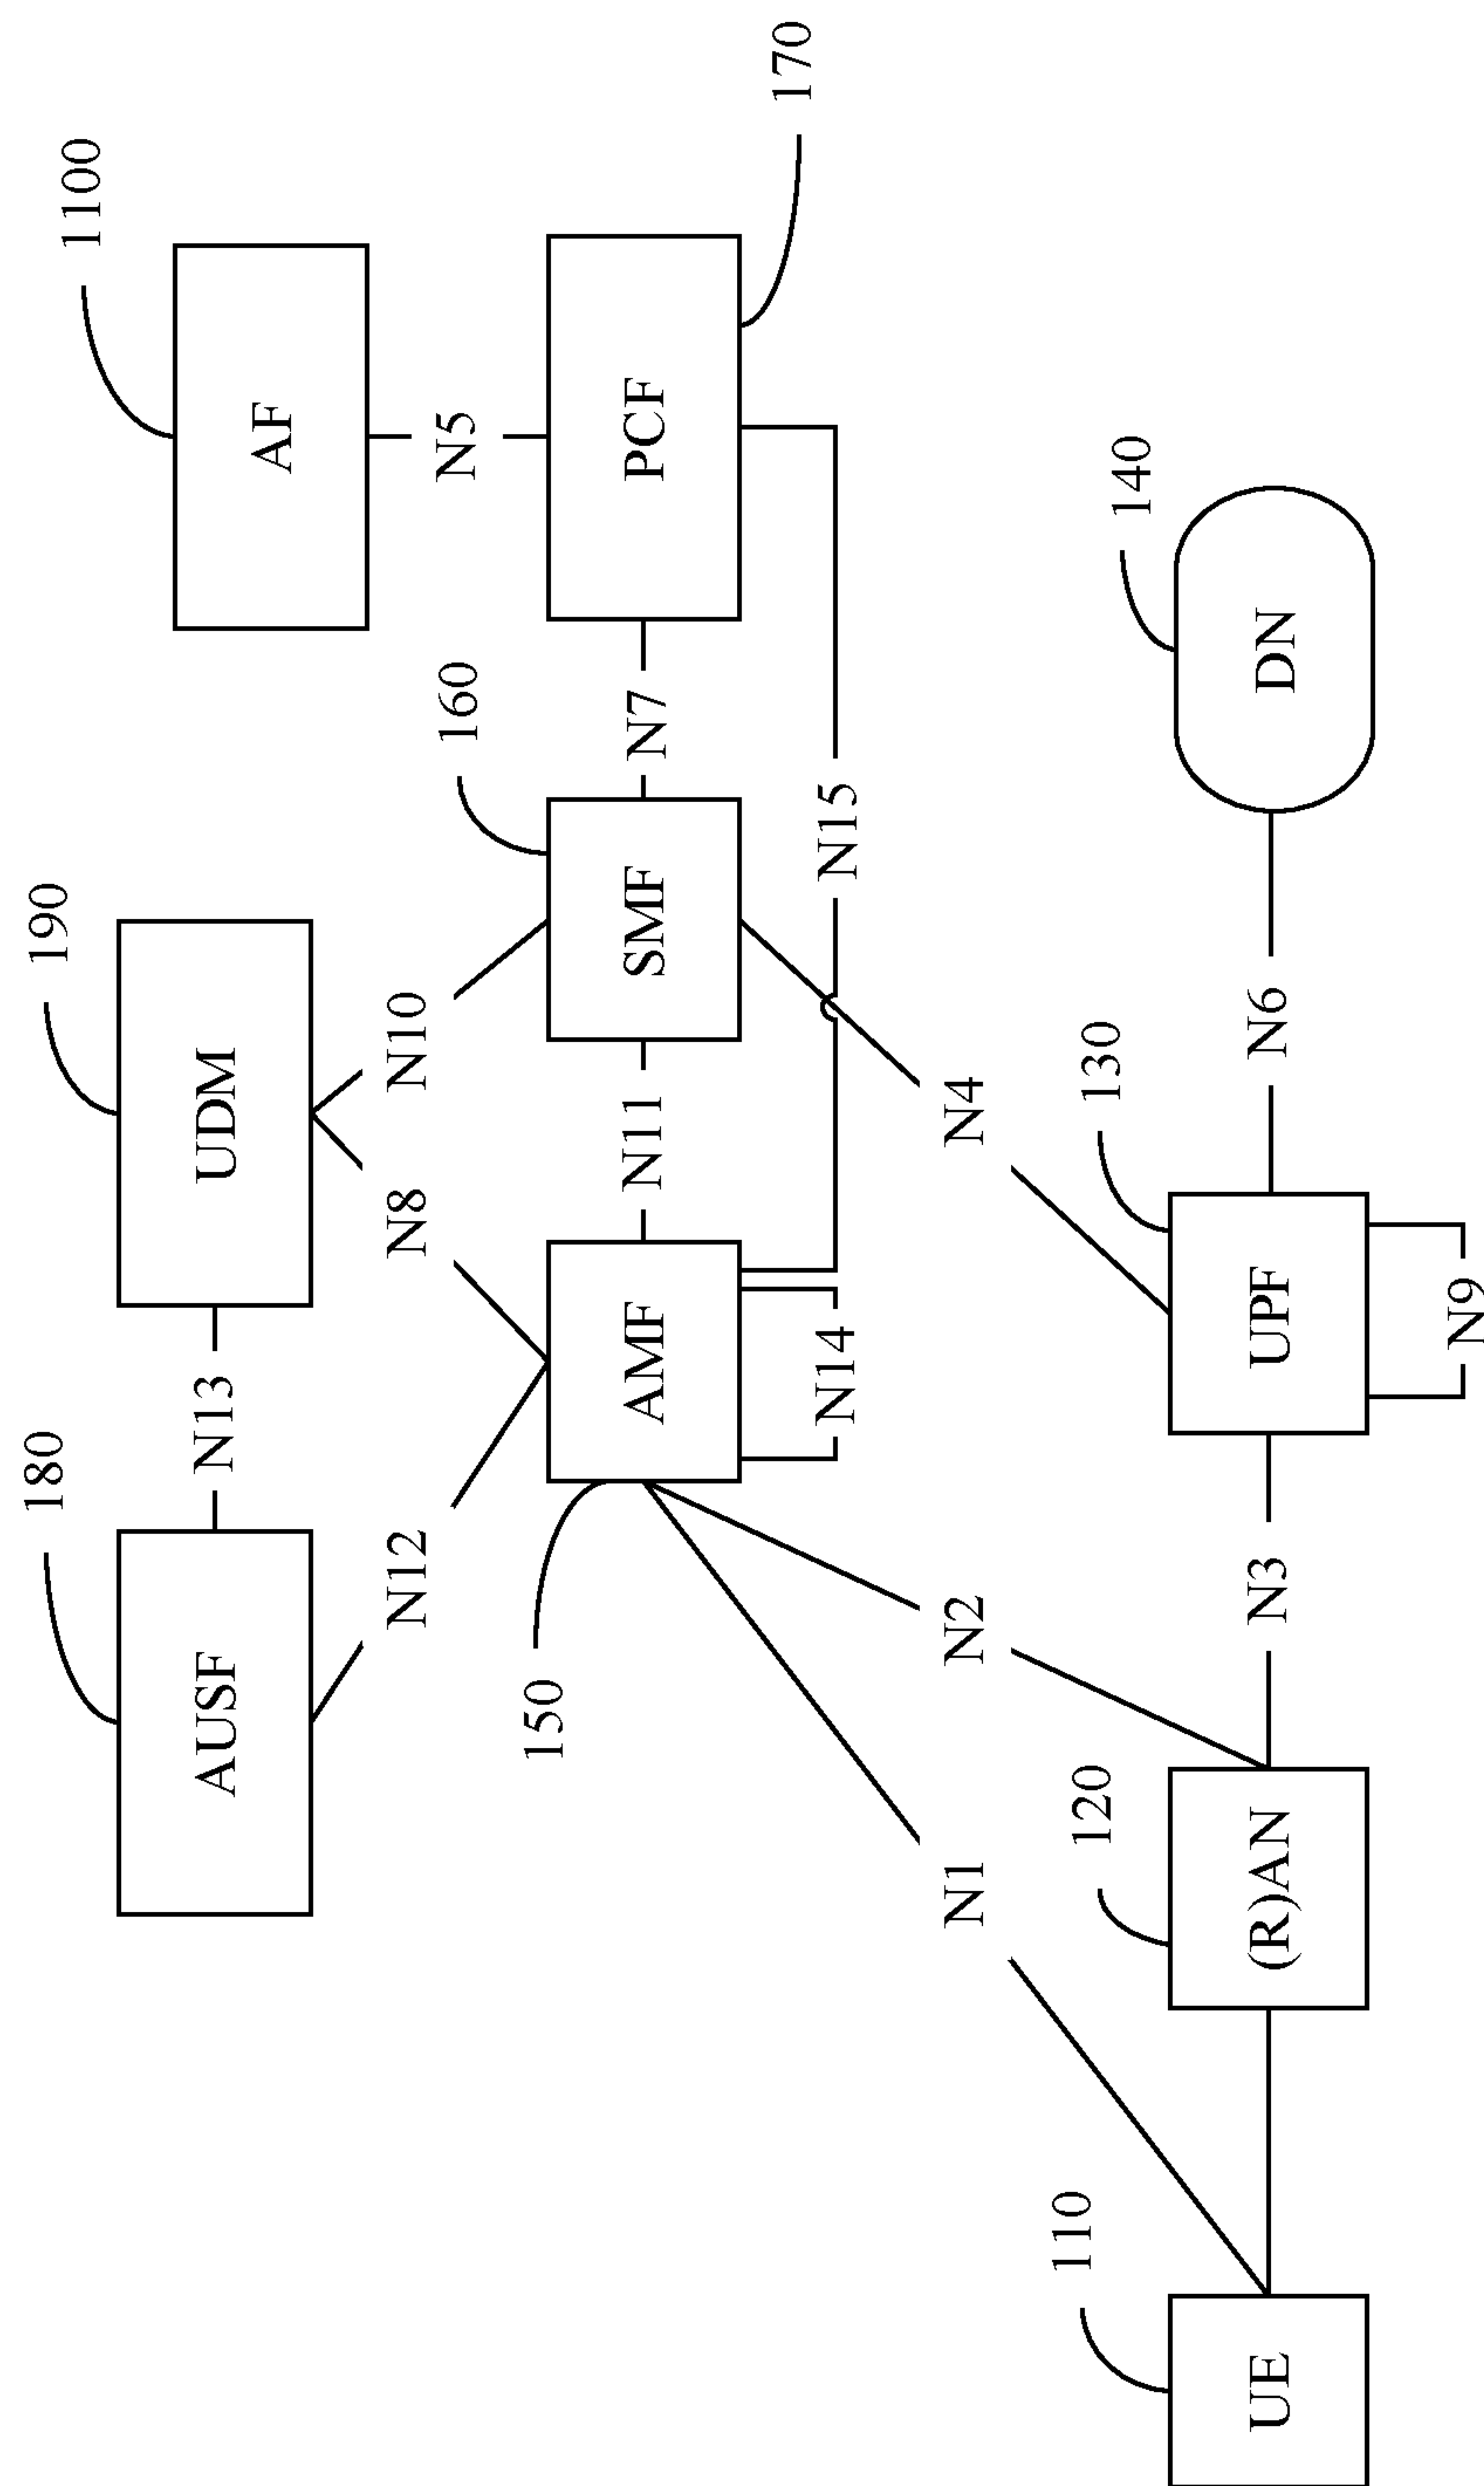 180
190
1100
AUSF
N13
UDM
AF
N12
N8
N10
160
N5
150
AMF
N11
SMF
N7
PCF
N14
N15
170
N1
N2
N4
110
120
130
140
UE
(R)AN
N3
UPF
N6
DN
N9